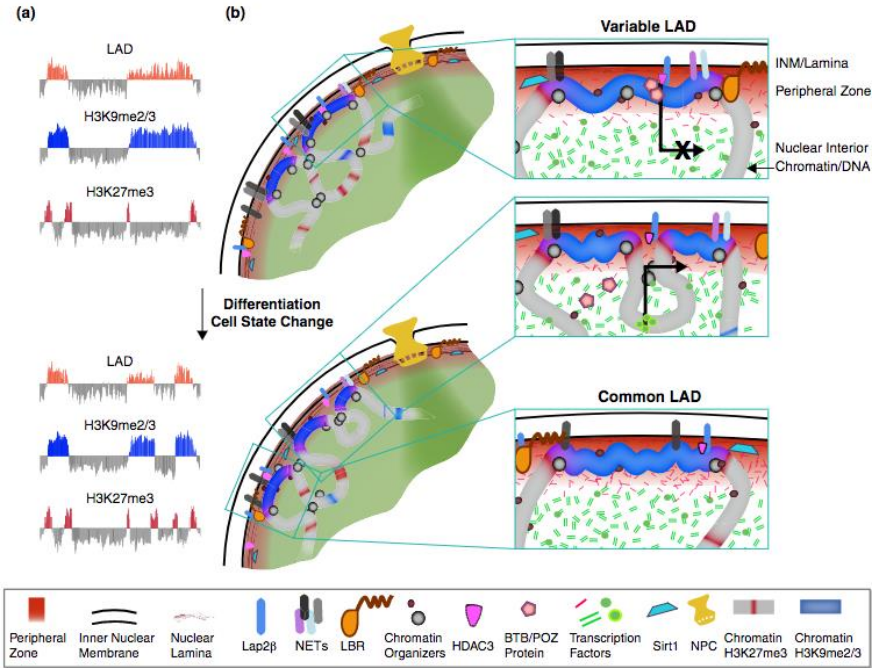 (a)
(b)
LAD
H3K9me2/3
H3K27me3
Differentiation
Cell State Change
LAD
H3K9me2/3
H3K27me3
Variable LAD
INM/Lamina
Peripheral Zone
Nuclear Interior
Chromatin/DNA
X
Common LAD
Peripheral
Zone
Inner Nuclear
Membrane
Nuclear
Lamina
Lap2β
NETs
LBR
Chromatin
Organizers
HDAC3
BTB/POZ
Protein
Transcription
Factors
Sirt1
NPC
Chromatin
H3K27me3
Chromatin
H3K9me2/3